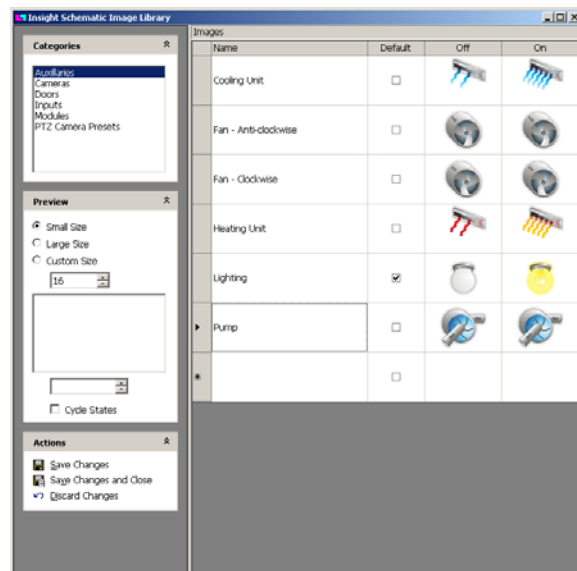 Insight Schematic Image Library
Categories
Auxiliaries
Cameras
Doors
Inputs
Modules
PTZ Camera Presets
Preview
Small Size
Large Size
Custom Size
16
Cycle States
Actions
Save Changes
Save Changes and Close
Discard Changes
Images
Name Default Off On
Cooling Unit
Fan - Anti-clockwise
Fan - Clockwise
Heating Unit
Lighting
Pump